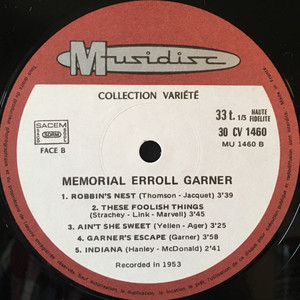 Musidisc
COLLECTION VARIÉTÉ
SACEM
SDRM
FACE B
33 t. 1/3 HAUTE
FIDELITE
30 CV 1460
MU 1460 B
MEMORIAL ERROLL GARNER
1. ROBBIN'S NEST (Thomson - Jacquet) 3'39
2. THESE FOOLISH THINGS
(Strachey - Link - Marvell) 3'45
3. AIN'T SHE SWEET (Yellen - Ager) 3'25
4. GARNER'S ESCAPE (Garner) 3'58
5. INDIANA (Hanley - McDonald) 2'41
Recorded In 1953